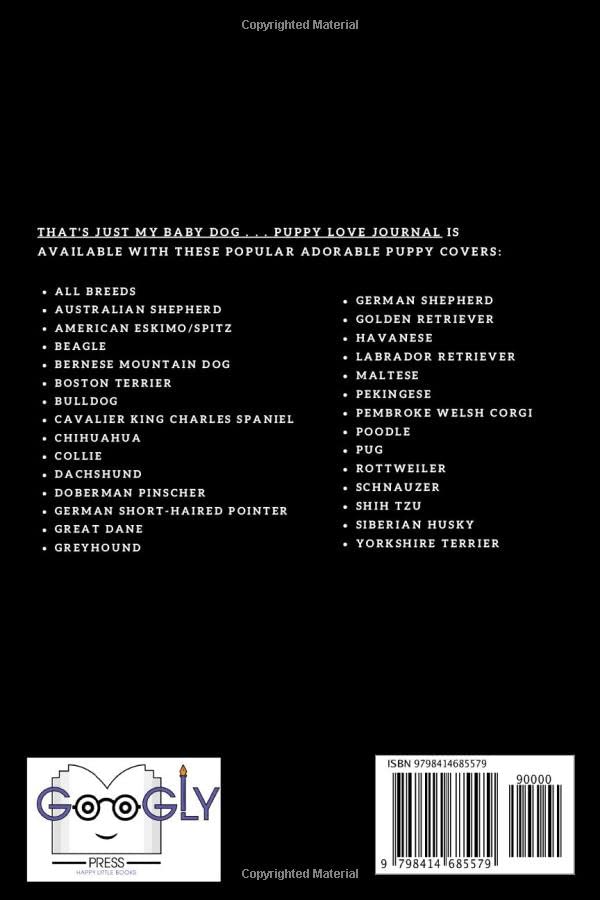 Copyrighted Material
THAT'S JUST MY BABY DOG . . . PUPPY LOVE JOURNAL IS
AVAILABLE WITH THESE POPULAR ADORABLE PUPPY COVERS:
• ALL BREEDS
• AUSTRALIAN SHEPHERD
• AMERICAN ESKIMO/SPITZ
• BEAGLE
• BERNESE MOUNTAIN DOG
• BOSTON TERRIER
• BULLDOG
• CAVALIER KING CHARLES SPANIEL
• CHIHUAHUA
• COLLIE
• DACHSHUND
• DOBERMAN PINSCHER
• GERMAN SHORT-HAIRED POINTER
• GREAT DANE
• GREYHOUND
• GERMAN SHEPHERD
• GOLDEN RETRIEVER
• HAVANESE
• LABRADOR RETRIEVER
• MALTESE
• PEKINGESE
• PEMBROKE WELSH CORGI
• POODLE
• PUG
• ROTTWEILER
• SCHNAUZER
• SHIH TZU
• SIBERIAN HUSKY
• YORKSHIRE TERRIER
GOOGLY
PRESS
HAPPY LITTLE BOOKS
ISBN 9798414685579
90000
9 798414 685579
Copyrighted Material